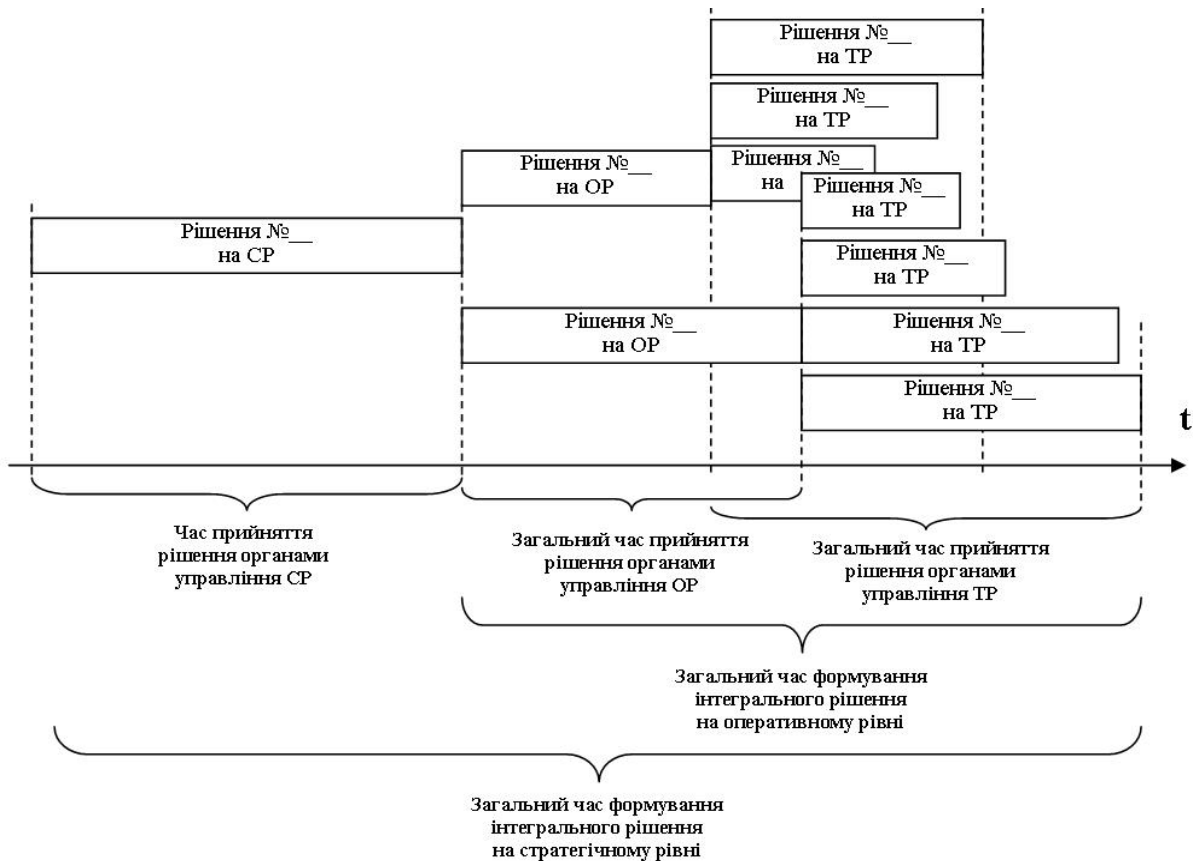 Рішення №__
на ТР
Рішення №__
на ТР
Рішення №__
на ОР
Рішення №__
на
Рішення №__
на ТР
Рішення №__
на СР
Рішення №__
на ТР
Рішення №__
на ОР
Рішення №__
на ТР
Рішення №__
на ТР
t
Час прийняття
рішення органами
управління СР
Загальний час прийняття
рішення органами
управління ОР
Загальний час прийняття
рішення органами
управління ТР
Загальний час формування
інтегрального рішення
на оперативному рівні
Загальний час формування
інтегрального рішення
на стратегічному рівні